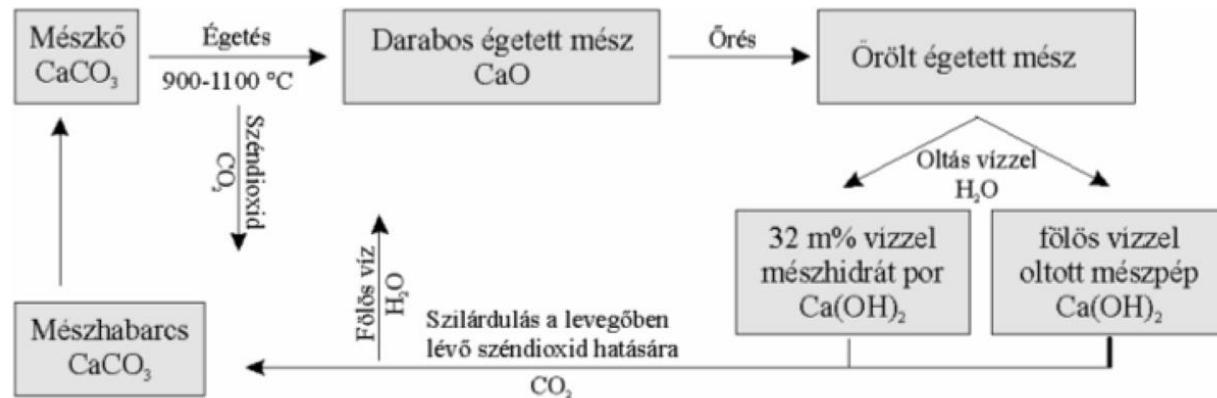 Mészkő
CaCO₃
Égetés
900-1100 °C
Széndioxid
CO₂
Darabos égetett mész
CaO
Őrés
Őrölt égetett mész
Oltás vízzel
H₂O
32 m% vizzel
mészhidrát por
Ca(OH)₂
fölös vizzel
oltott mészpép
Ca(OH)₂
Fölös víz
H₂O
Szilárdulás a levegőben
lévő széndioxid hatására
CO₂
Mészhabarcs
CaCO₃